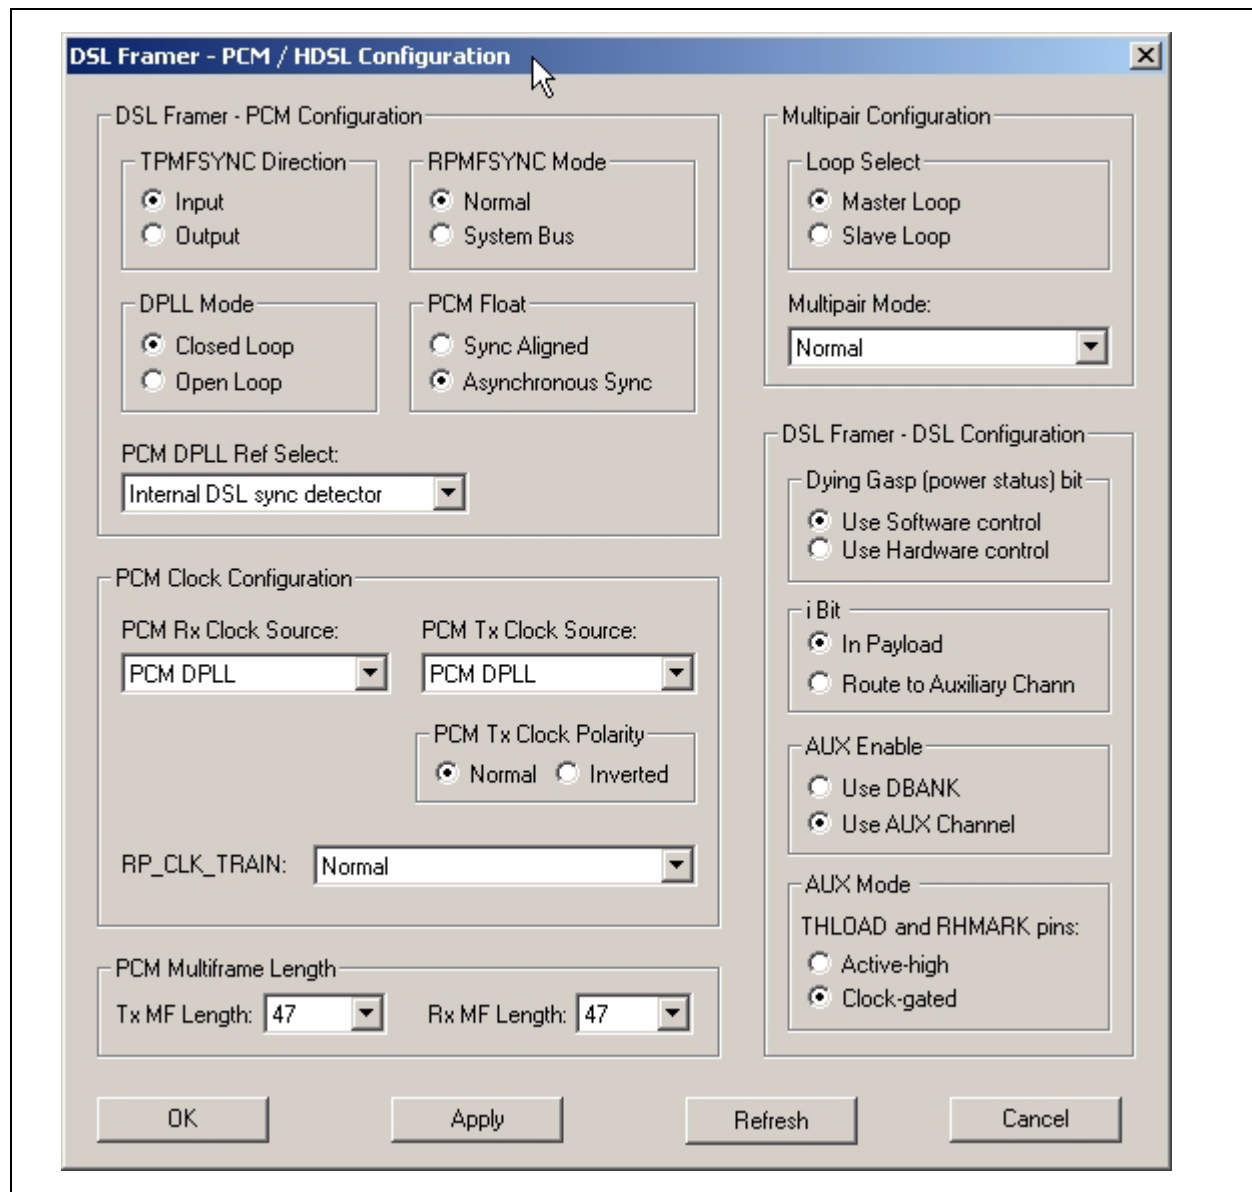 DSL Framer - PCM / HDSL Configuration
DSL Framer - PCM Configuration
TPMFSYNC Direction
Input
Output
RPMFSYNC Mode
Normal
System Bus
DPLL Mode
Closed Loop
Open Loop
PCM Float
Sync Aligned
Asynchronous Sync
PCM DPLL Ref Select:
Internal DSL sync detector
PCM Clock Configuration
PCM Rx Clock Source:
PCM DPLL
PCM Tx Clock Source:
PCM DPLL
PCM Tx Clock Polarity
Normal Inverted
RP_CLK_TRAIN: Normal
PCM Multiframe Length
Tx MF Length: 47 Rx MF Length: 47
Multipair Configuration
Loop Select
Master Loop
Slave Loop
Multipair Mode:
Normal
DSL Framer - DSL Configuration
Dying Gasp (power status) bit
Use Software control
Use Hardware control
i Bit
In Payload
Route to Auxiliary Chann
AUX Enable
Use DBANK
Use AUX Channel
AUX Mode
THLOAD and RHMARK pins:
Active-high
Clock-gated
OK Apply Refresh Cancel